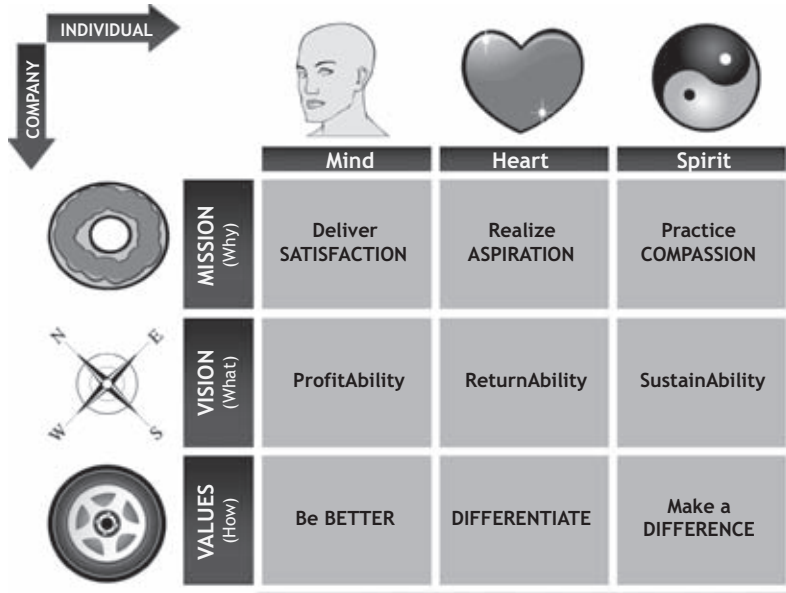 INDIVIDUAL
COMPANY
Mind
Heart
Spirit
MISSION
(Why)
Deliver
SATISFACTION
Realize
ASPIRATION
Practice
COMPASSION
N
E
W
S
VISION
(What)
ProfitAbility
ReturnAbility
SustainAbility
VALUES
(How)
Be BETTER
DIFFERENTIATE
Make a
DIFFERENCE